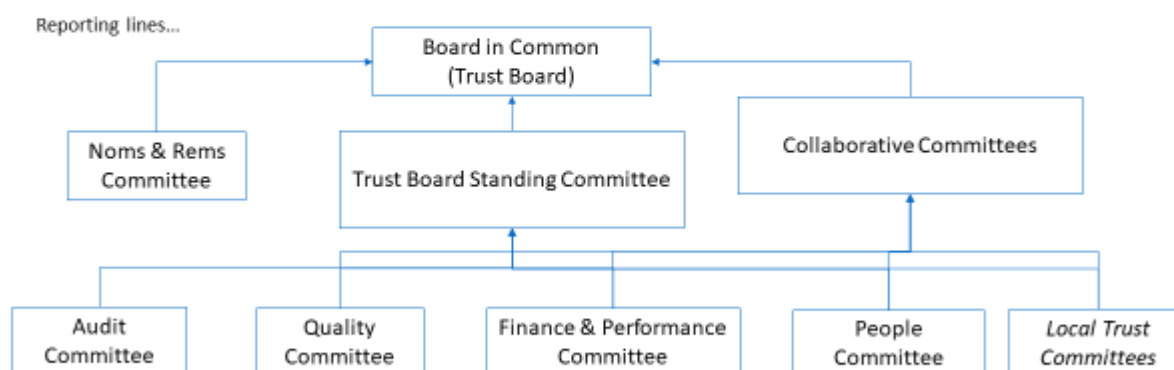 Reporting lines...
Board in Common
(Trust Board)
Noms & Rems
Committee
Trust Board Standing Committee
Collaborative Committees
Audit
Committee
Quality
Committee
Finance & Performance
Committee
People
Committee
Local Trust
Committees